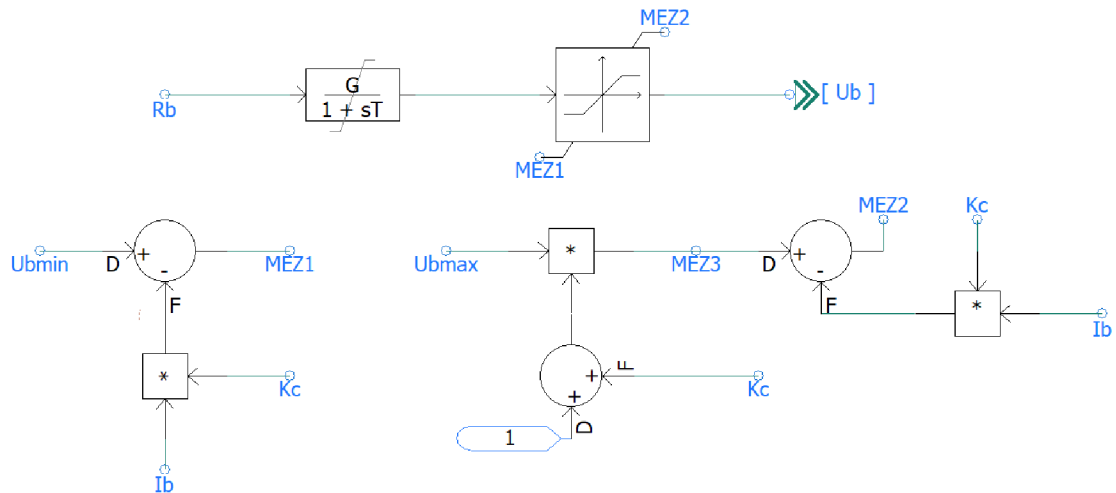 MEZ2
G
1 + sT
Rb
[ Ub ]
MEZ1
MEZ2
Kc
+
-
Ubmin
D
MEZ1
*
Ubmax
MEZ3
D
+
-
F
F
*
Ib
*
Kc
+
+
F
Kc
D
1
Ib